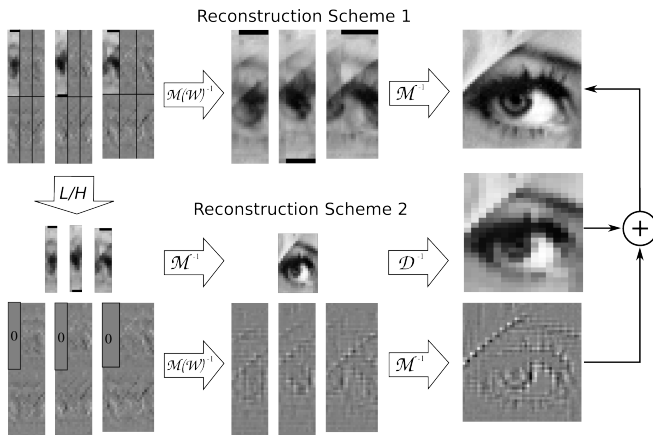 Reconstruction Scheme 1
ℳ(𝒲)⁻¹
ℳ⁻¹
L/H
Reconstruction Scheme 2
ℳ⁻¹
𝒟⁻¹
+
0
0
0
ℳ(𝒲)⁻¹
ℳ⁻¹